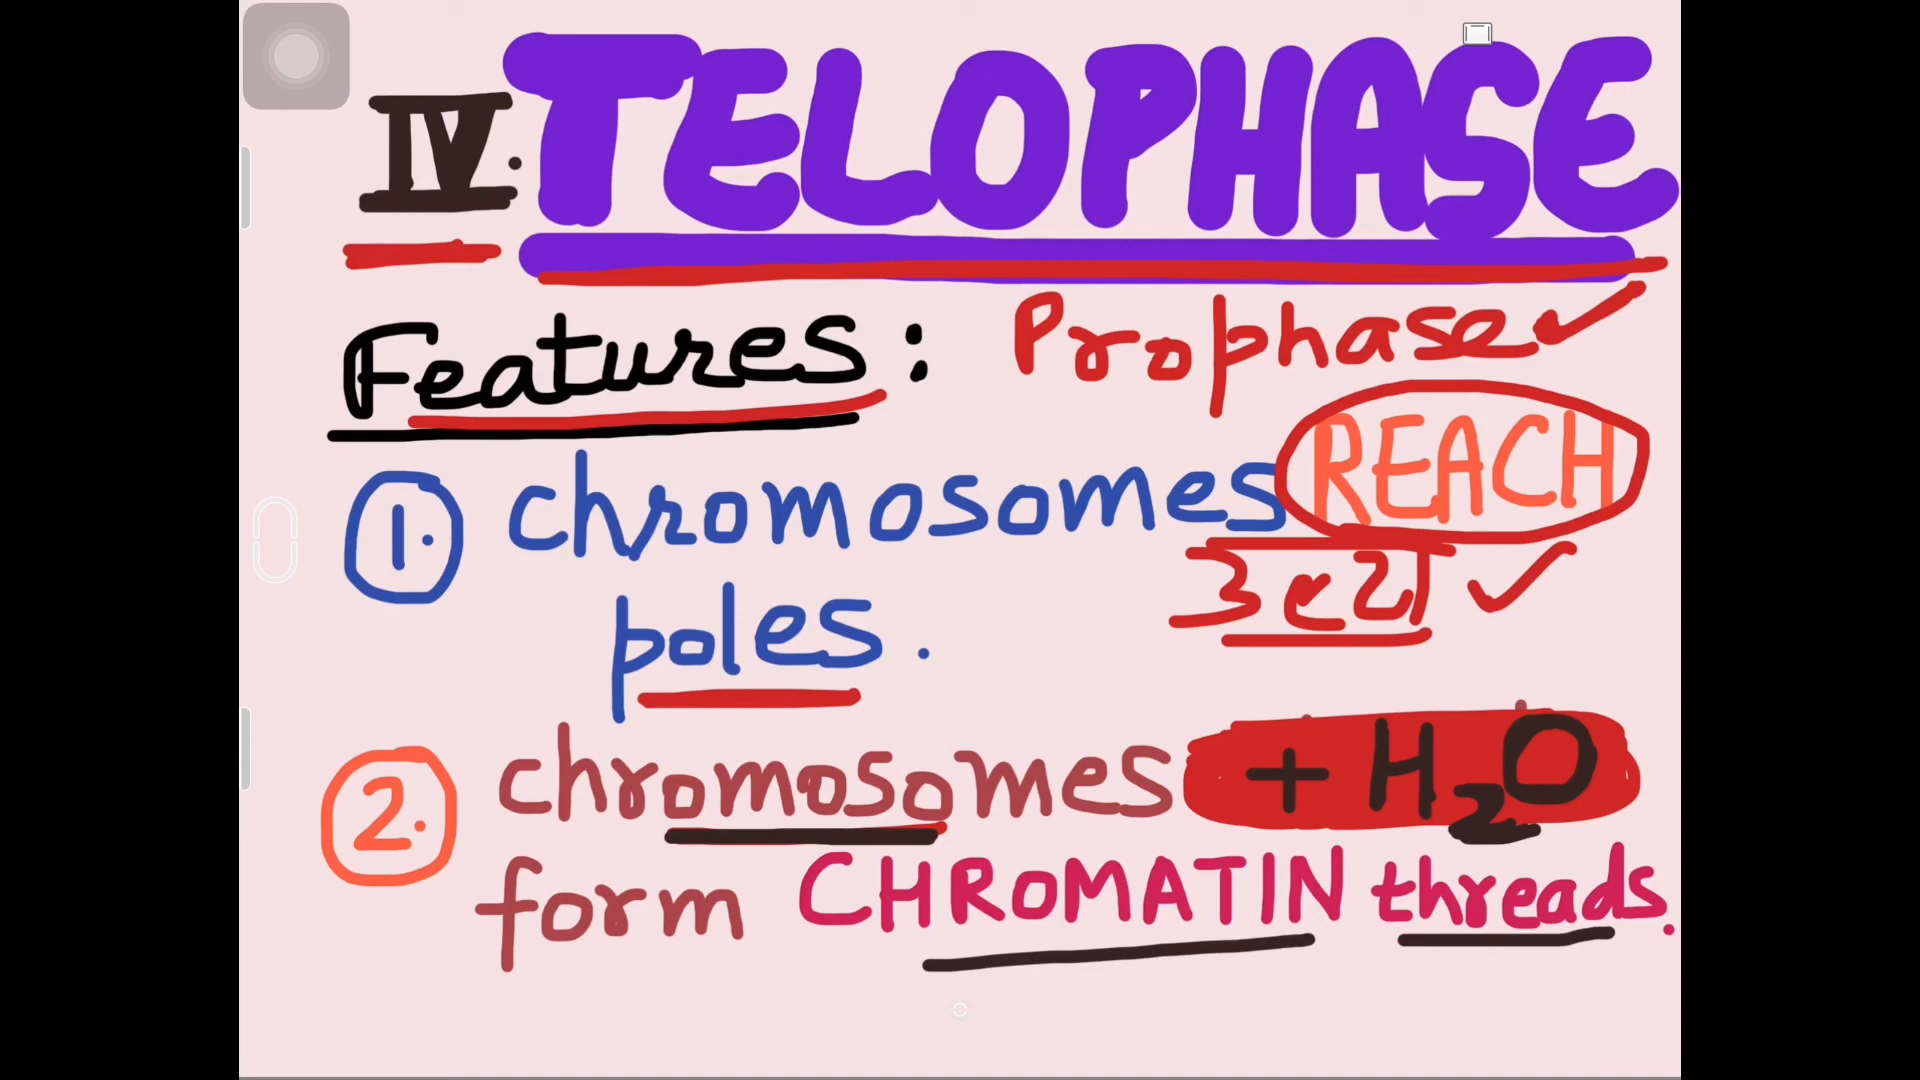 IV. TELOPHASE
Features : Prophase
1. chromosomes REACH
poles .
2. chromosomes + H2O
form CHROMATIN threads.